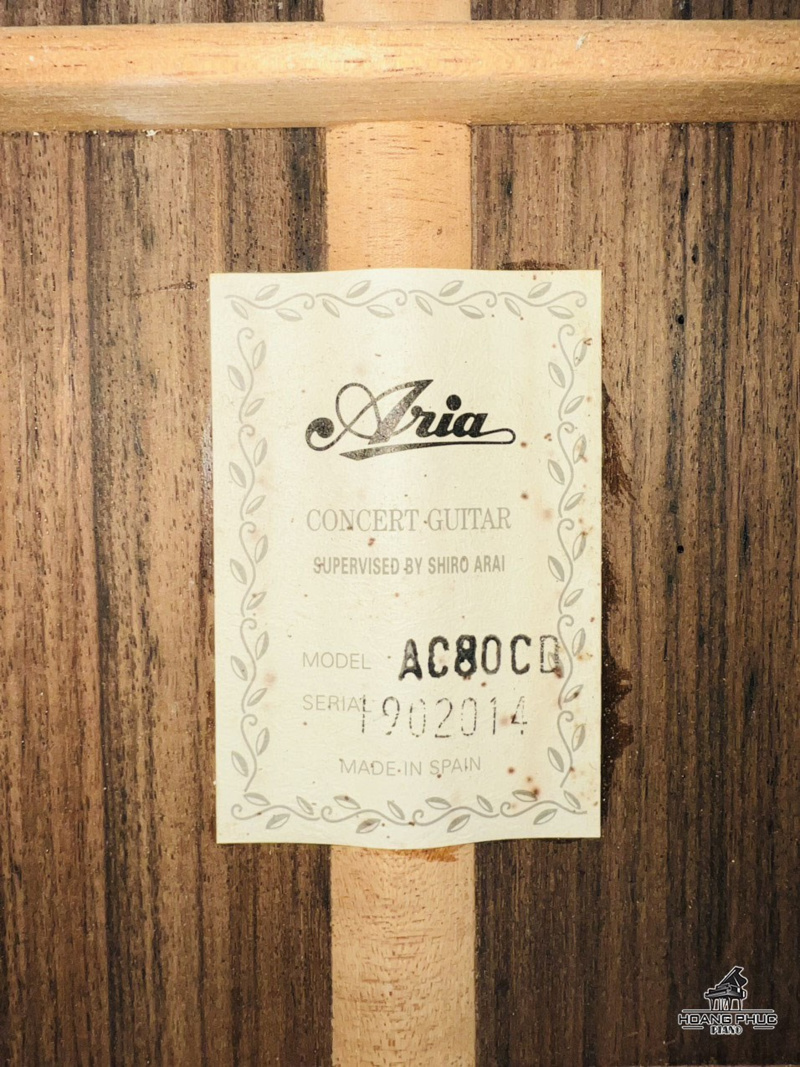 Aria
CONCERT GUITAR
SUPERVISED BY SHIRO ARAI
MODEL AC80CD
SERIAL 1902014
MADE IN SPAIN
HOANG PHUC
PIANO